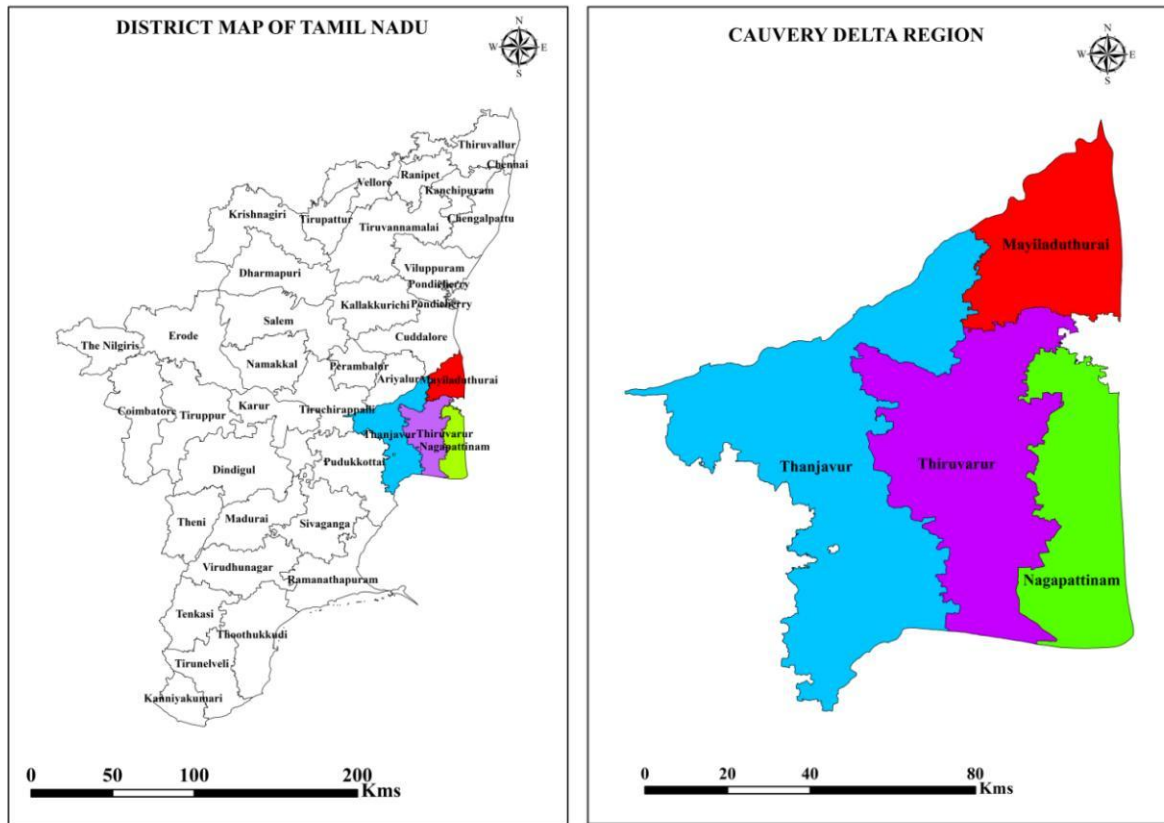 DISTRICT MAP OF TAMIL NADU
N
W E
S
Thiruvallur
Chennai
Ranipet
Vellore
Kanchipuram
Krishnagiri
Tirupattur
Chengalpattu
Tiruvannamalai
Viluppuram
Dharmapuri
Pondicherry
Kallakkurichi
Pondicherry
Salem
Erode
Cuddalore
The Nilgiris
Namakkal
Perambalur
Ariyalur
Mayiladuthurai
Coimbatore
Tiruppur
Karur
Tiruchirappalli
Thanjavur
Thiruvarur
Nagapattinam
Pudukkottai
Dindigul
Theni
Madurai
Sivaganga
Virudhunagar
Ramanathapuram
Tenkasi
Thoothukkudi
Tirunelveli
Kanniyakumari
0 50 100 200
Kms
CAUVERY DELTA REGION
N
W E
S
Mayiladuthurai
Thanjavur
Thiruvarur
Nagapattinam
0 20 40 80
Kms